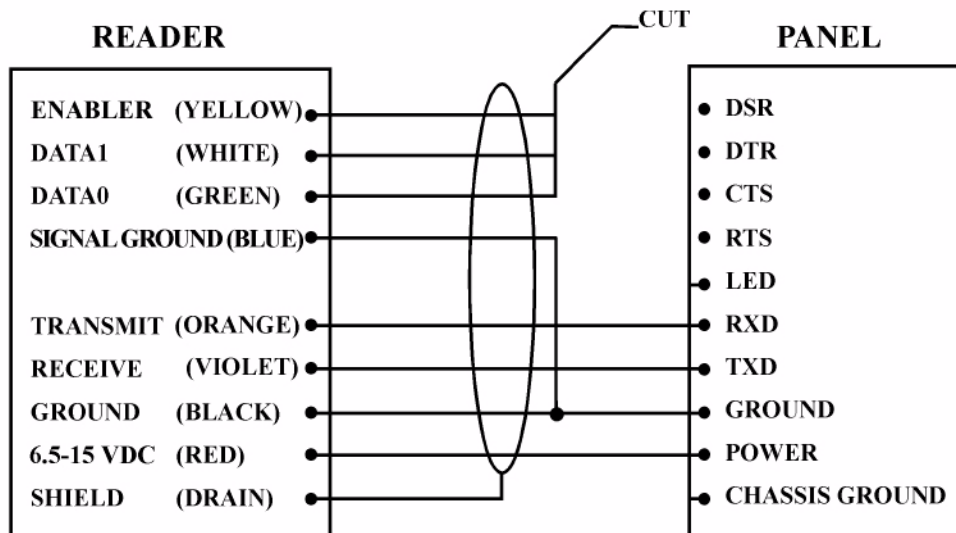 CUT
READER
PANEL
ENABLER (YELLOW)
DATA1 (WHITE)
DATA0 (GREEN)
SIGNAL GROUND (BLUE)
TRANSMIT (ORANGE)
RECEIVE (VIOLET)
GROUND (BLACK)
6.5-15 VDC (RED)
SHIELD (DRAIN)
DSR
DTR
CTS
RTS
LED
RXD
TXD
GROUND
POWER
CHASSIS GROUND